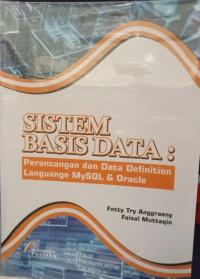 SISTEM
BASIS DATA :
Perancangan dan Data Definition
Languange MySQL & Oracle
Fetty Try Anggraeny
Faisal Muttaqin